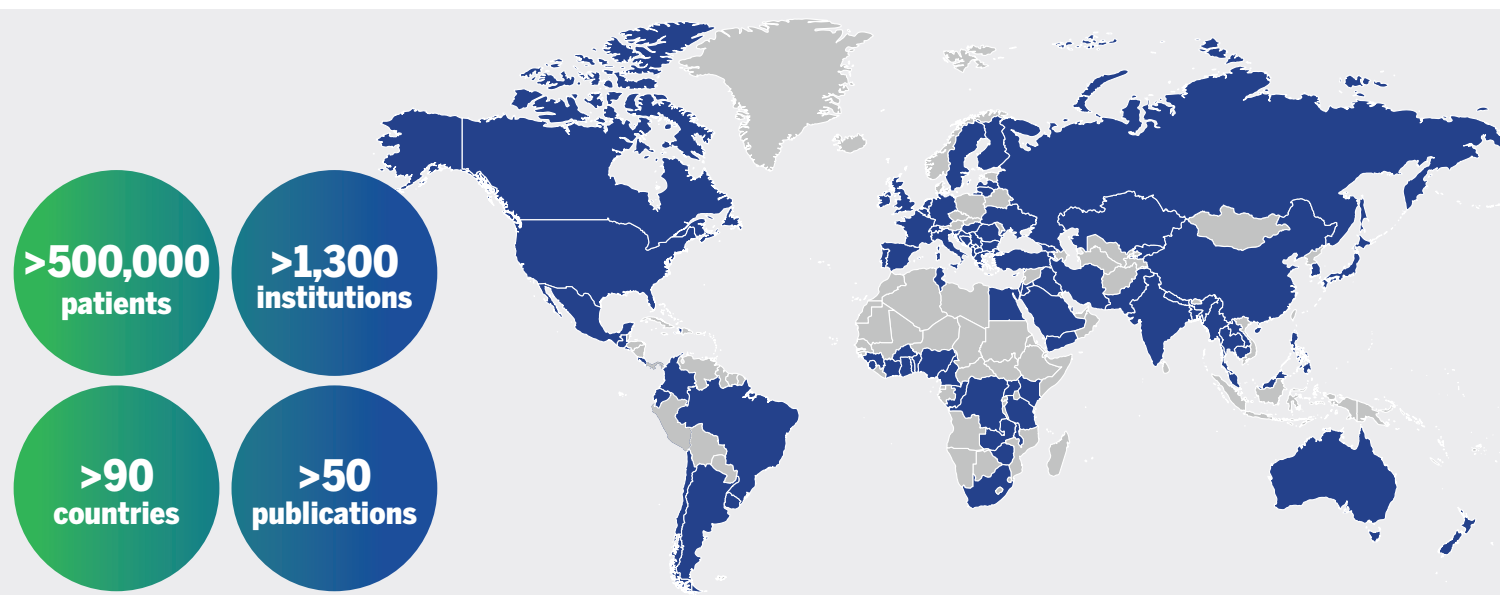 >500,000
patients
>1,300
institutions
>90
countries
>50
publications